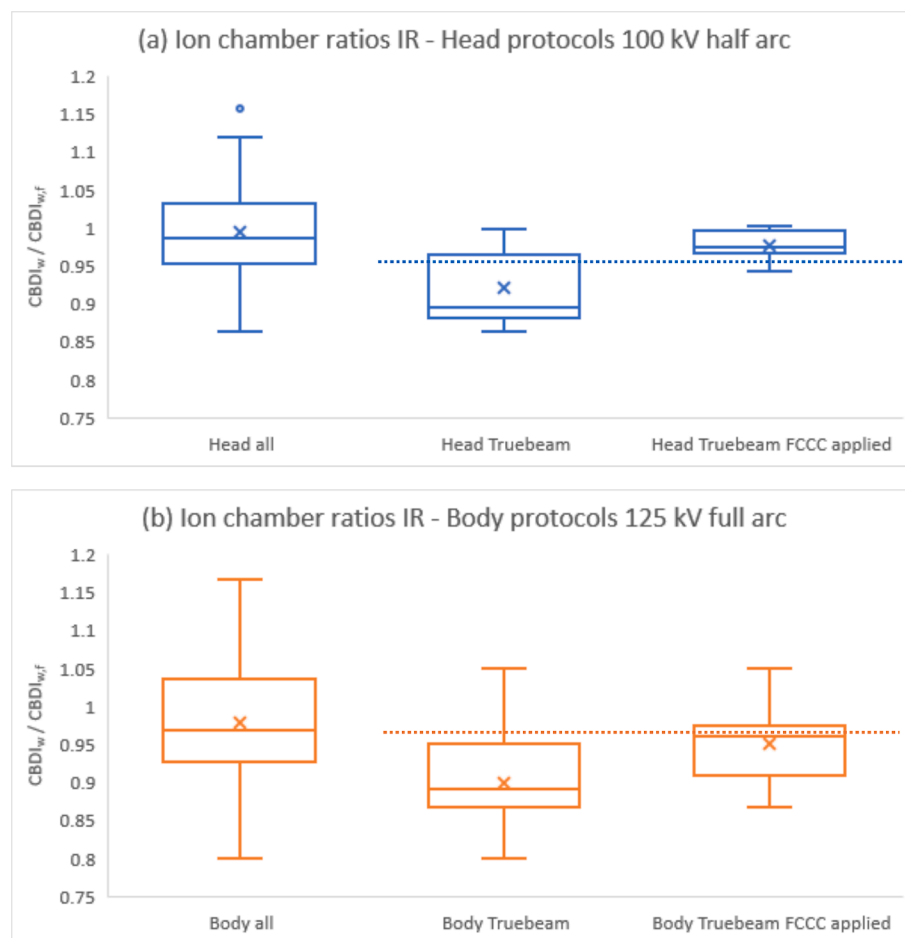 (a) Ion chamber ratios IR - Head protocols 100 kV half arc
1.2
1.15
1.1
1.05
1
0.95
0.9
0.85
0.8
0.75
CBDIw / CBDIw,f
Head all
Head Truebeam
Head Truebeam FCCC applied
(b) Ion chamber ratios IR - Body protocols 125 kV full arc
1.2
1.15
1.1
1.05
1
0.95
0.9
0.85
0.8
0.75
CBDIw / CBDIw,f
Body all
Body Truebeam
Body Truebeam FCCC applied